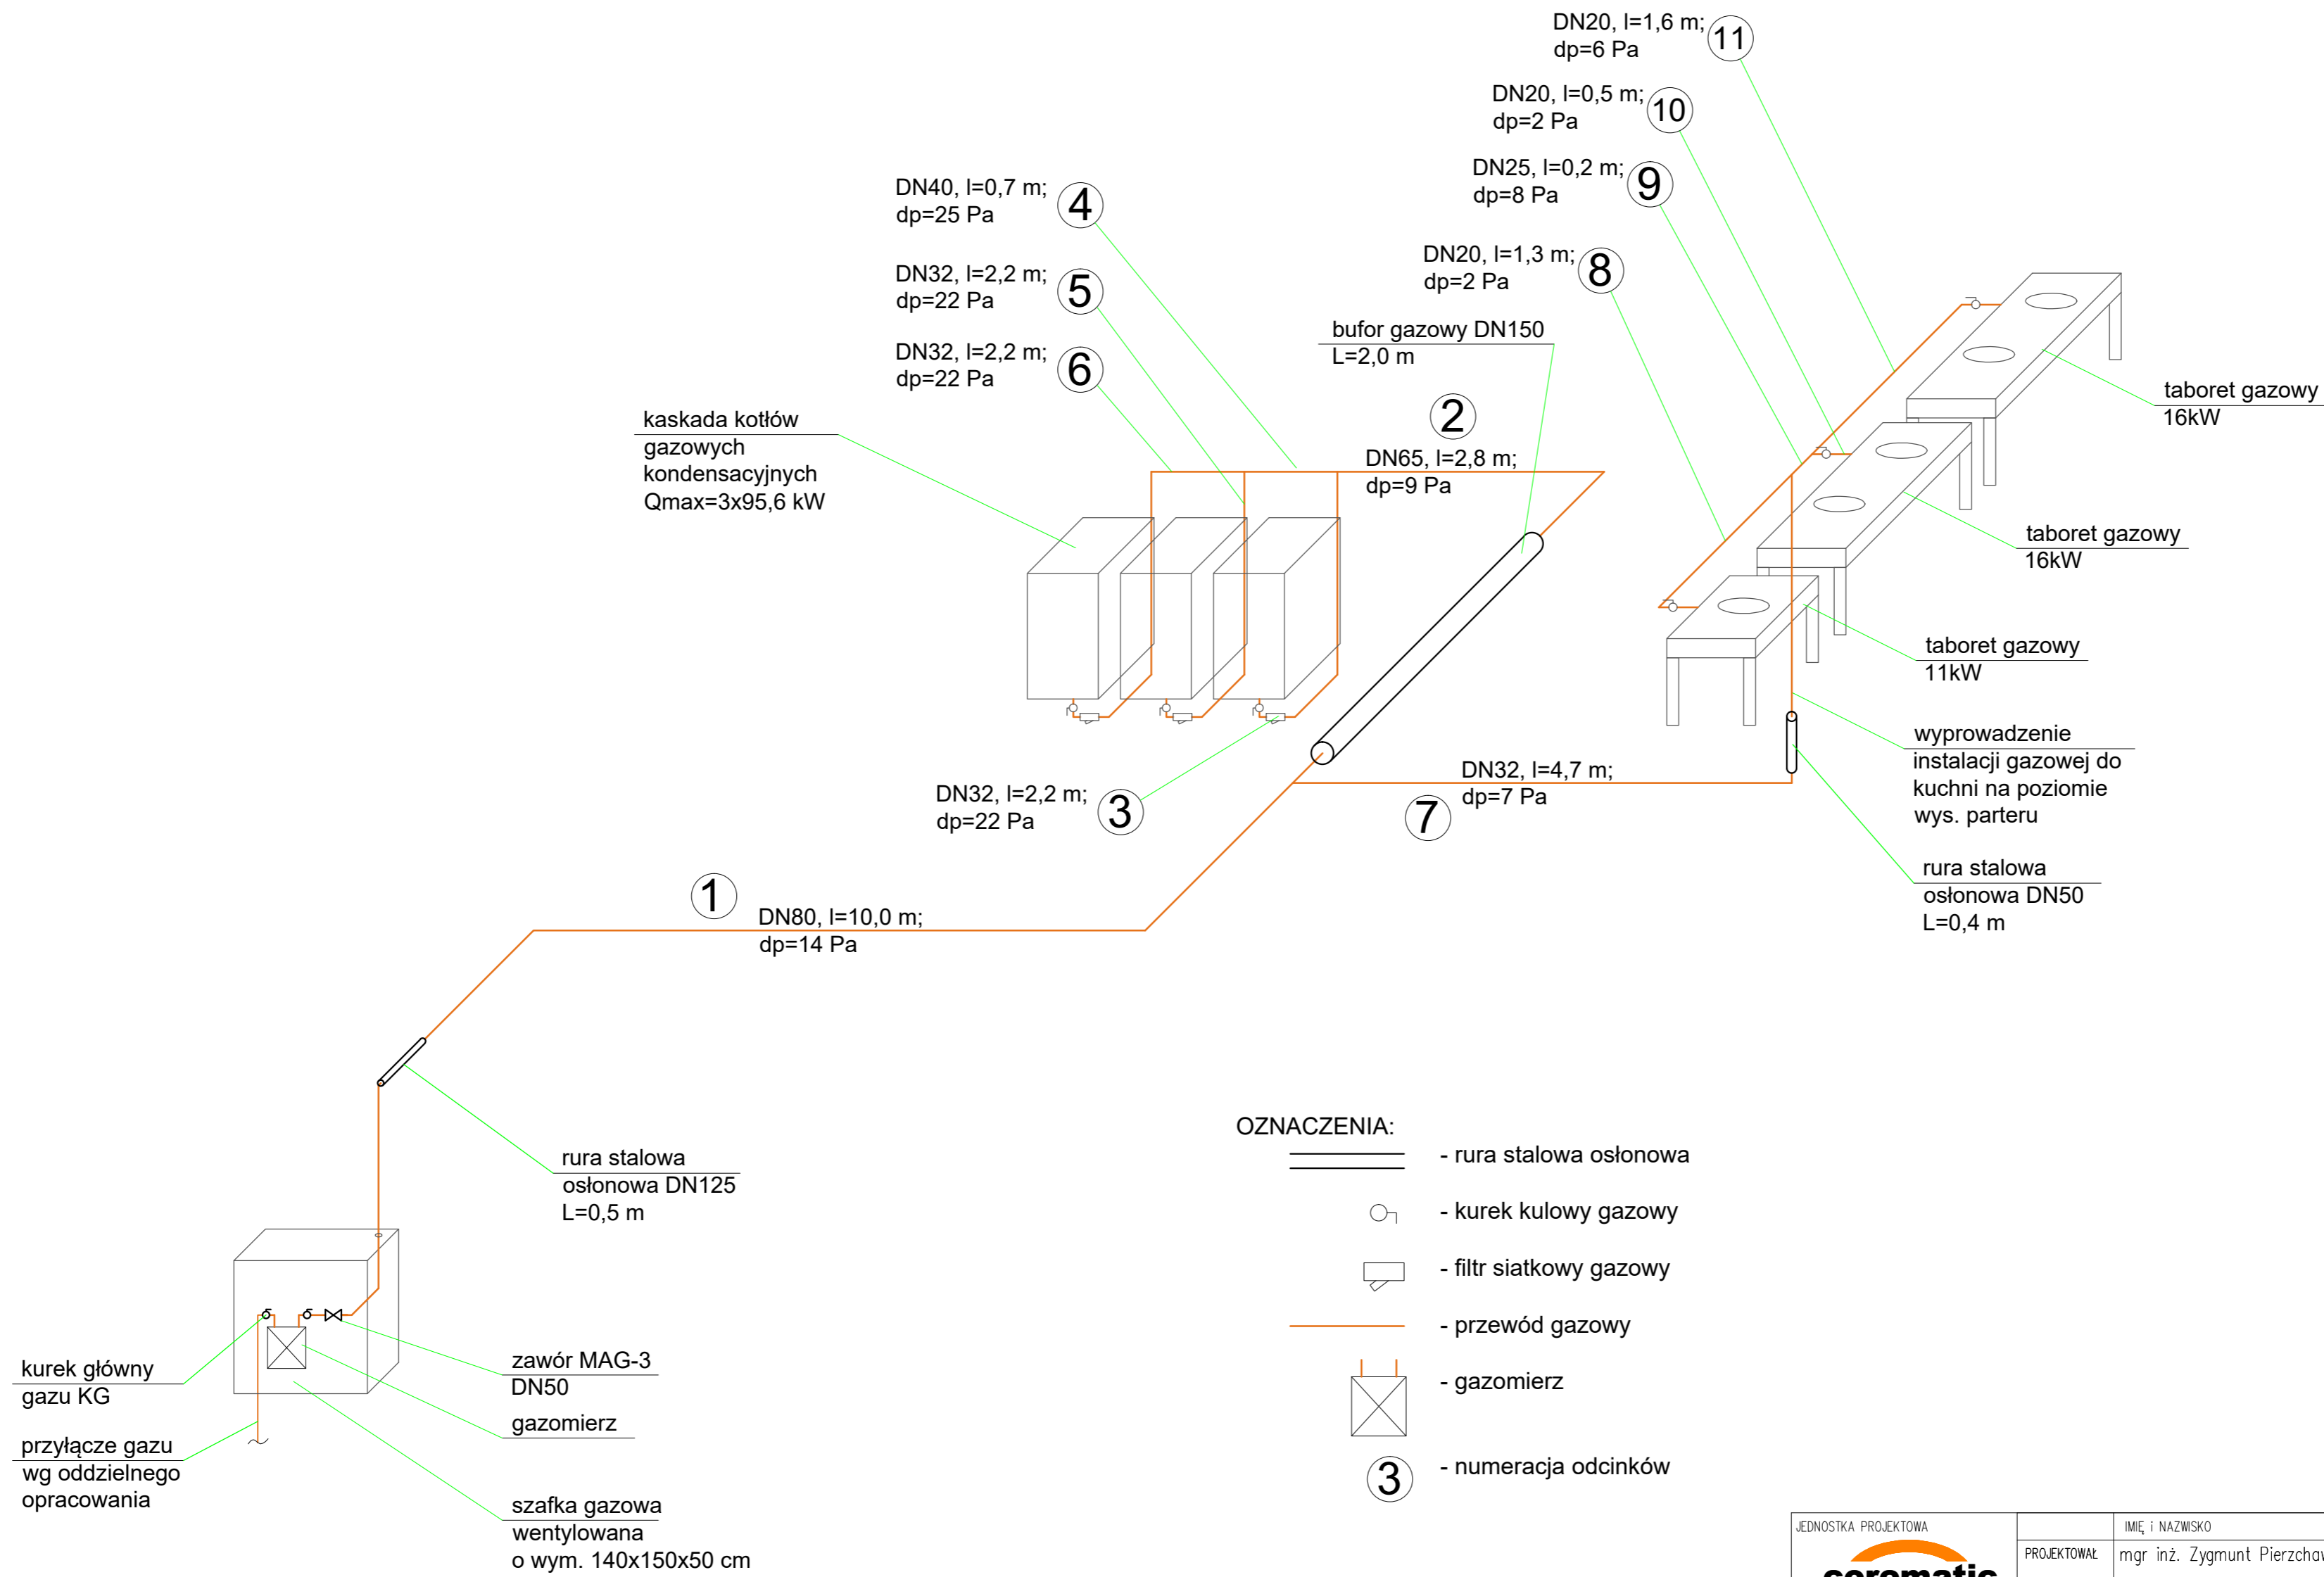 DN20, l=1,6 m;
dp=6 Pa
11
DN20, l=0,5 m;
dp=2 Pa
10
DN25, l=0,2 m;
dp=8 Pa
9
DN20, l=1,3 m;
dp=2 Pa
8
DN40, l=0,7 m;
dp=25 Pa
4
DN32, l=2,2 m;
dp=22 Pa
5
DN32, l=2,2 m;
dp=22 Pa
6
bufor gazowy DN150
L=2,0 m
2
DN65, l=2,8 m;
dp=9 Pa
kaskada kotłów
gazowych
kondensacyjnych
Qmax=3x95,6 kW
taboret gazowy
16kW
taboret gazowy
16kW
taboret gazowy
11kW
wyprowadzenie
instalacji gazowej do
kuchni na poziomie
wys. parteru
DN32, l=2,2 m;
dp=22 Pa
3
DN32, l=4,7 m;
dp=7 Pa
7
rura stalowa
osłonowa DN50
L=0,4 m
1
DN80, l=10,0 m;
dp=14 Pa
rura stalowa
osłonowa DN125
L=0,5 m
kurek główny
gazu KG
przyłącze gazu
wg oddzielnego
opracowania
zawór MAG-3
DN50
gazomierz
szafka gazowa
wentylowana
o wym. 140x150x50 cm
OZNACZENIA:
- rura stalowa osłonowa
- kurek kulowy gazowy
- filtr siatkowy gazowy
- przewód gazowy
- gazomierz
3
- numeracja odcinków
JEDNOSTKA PROJEKTOWA
IMIĘ i NAZWISKO
PROJEKTOWAŁ
mgr inż. Zygmunt